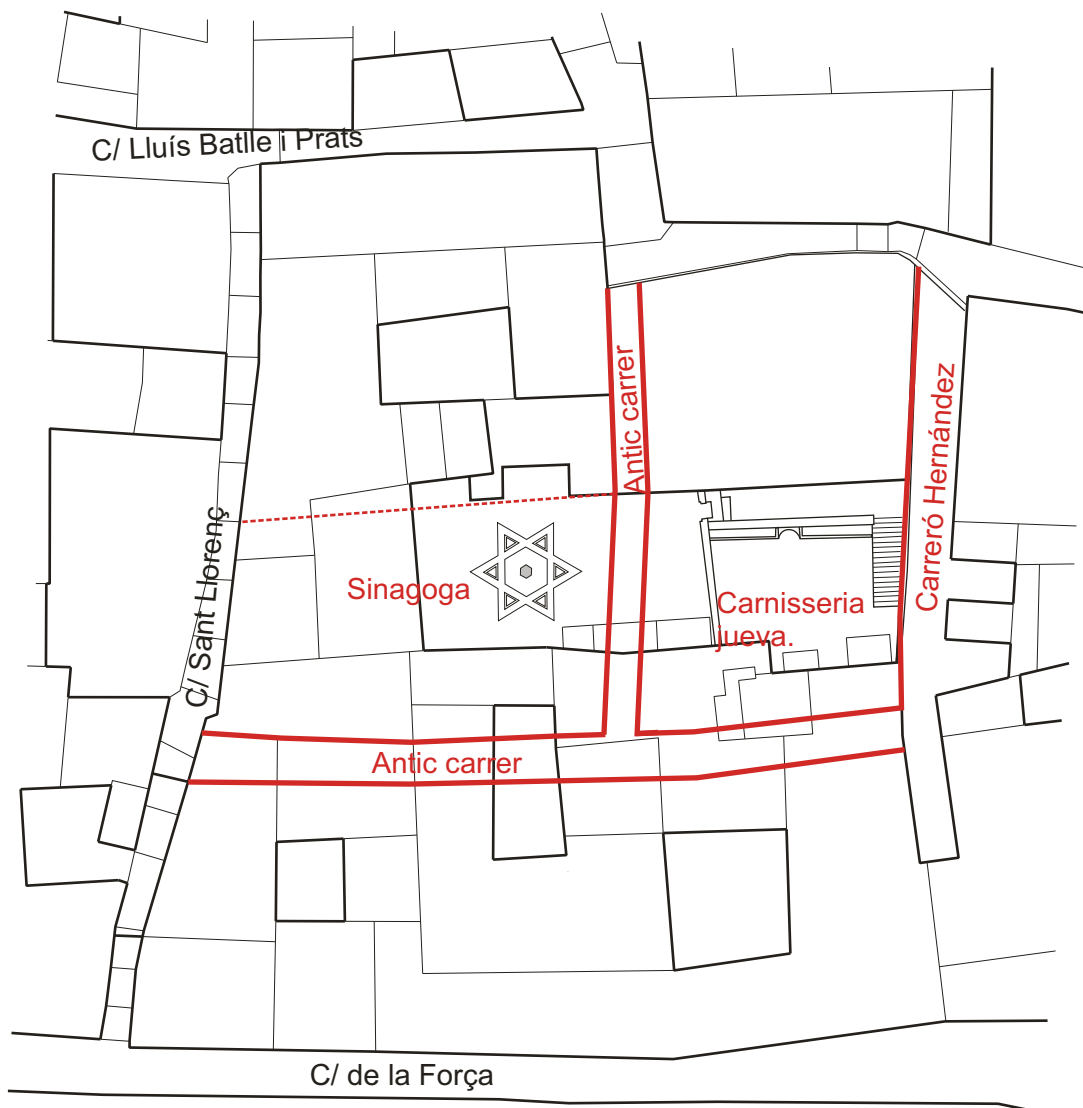 C/ Lluís Batlle i Prats
Antic carrer
Carreró Hernández
C/ Sant Llorenç
Sinagoga
Carnisseria
jueva.
Antic carrer
C/ de la Força